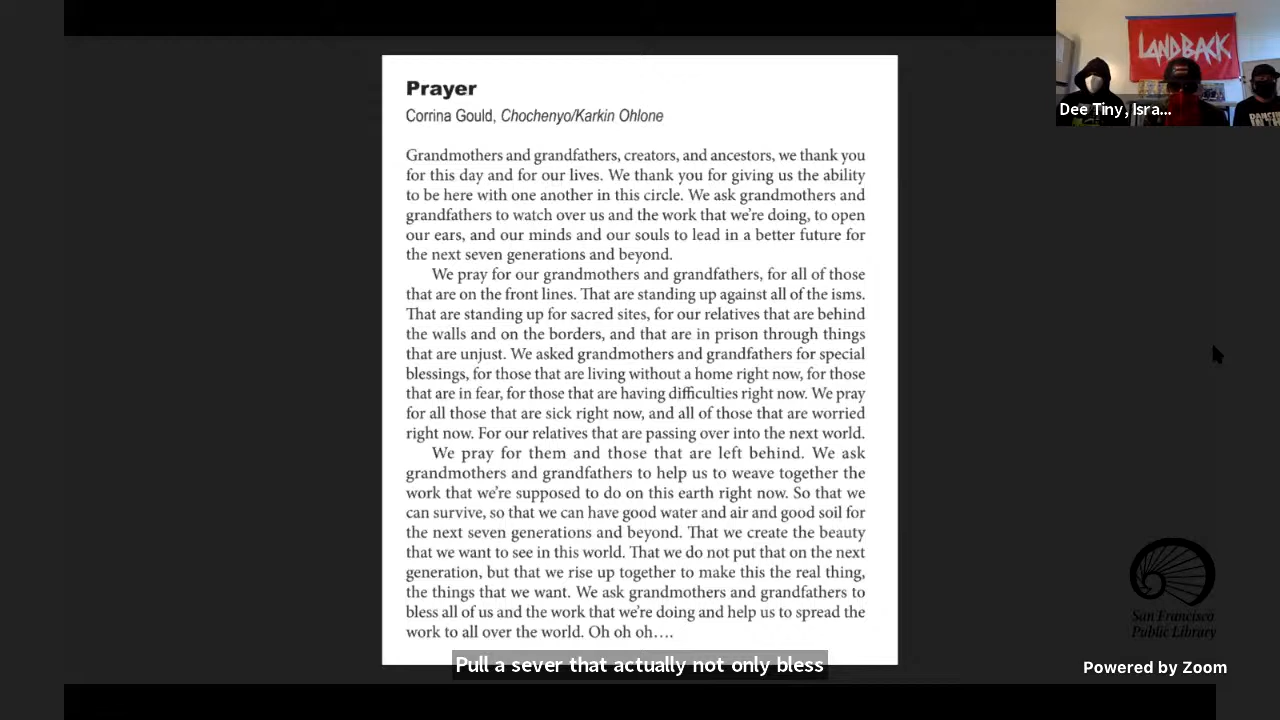 Prayer
Corrina Gould, Chochenyo/Karkin Ohlone
Grandmothers and grandfathers, creators, and ancestors, we thank you
for this day and for our lives. We thank you for giving us the ability
to be here with one another in this circle. We ask grandmothers and
grandfathers to watch over us and the work that we’re doing, to open
our ears, and our minds and our souls to lead in a better future for
the next seven generations and beyond.
We pray for our grandmothers and grandfathers, for all of those
that are on the front lines. That are standing up against all of the isms.
That are standing up for sacred sites, for our relatives that are behind
the walls and on the borders, and that are in prison through things
that are unjust. We asked grandmothers and grandfathers for special
blessings, for those that are living without a home right now, for those
that are in fear, for those that are having difficulties right now. We pray
for all those that are sick right now, and all of those that are worried
right now. For our relatives that are passing over into the next world.
We pray for them and those that are left behind. We ask
grandmothers and grandfathers to help us to weave together the
work that we’re supposed to do on this earth right now. So that we
can survive, so that we can have good water and air and good soil for
the next seven generations and beyond. That we create the beauty
that we want to see in this world. That we do not put that on the next
generation, but that we rise up together to make this the real thing,
the things that we want. We ask grandmothers and grandfathers to
bless all of us and the work that we’re doing and help us to spread the
work to all over the world. Oh oh oh….
Pull a sever that actually not only bless
LANDBACK
Dee Tiny, Isra...
San Francisco
Public Library
Powered by Zoom